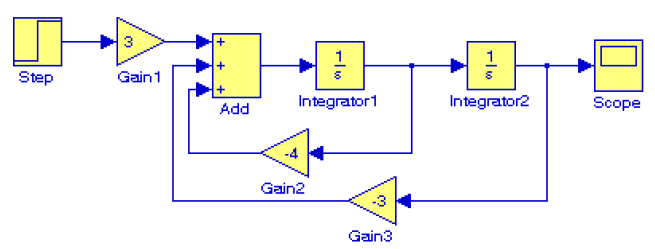 Step
3
Gain1
+
+
+
Add
1
s
Integrator1
1
s
Integrator2
Scope
-4
Gain2
-3
Gain3